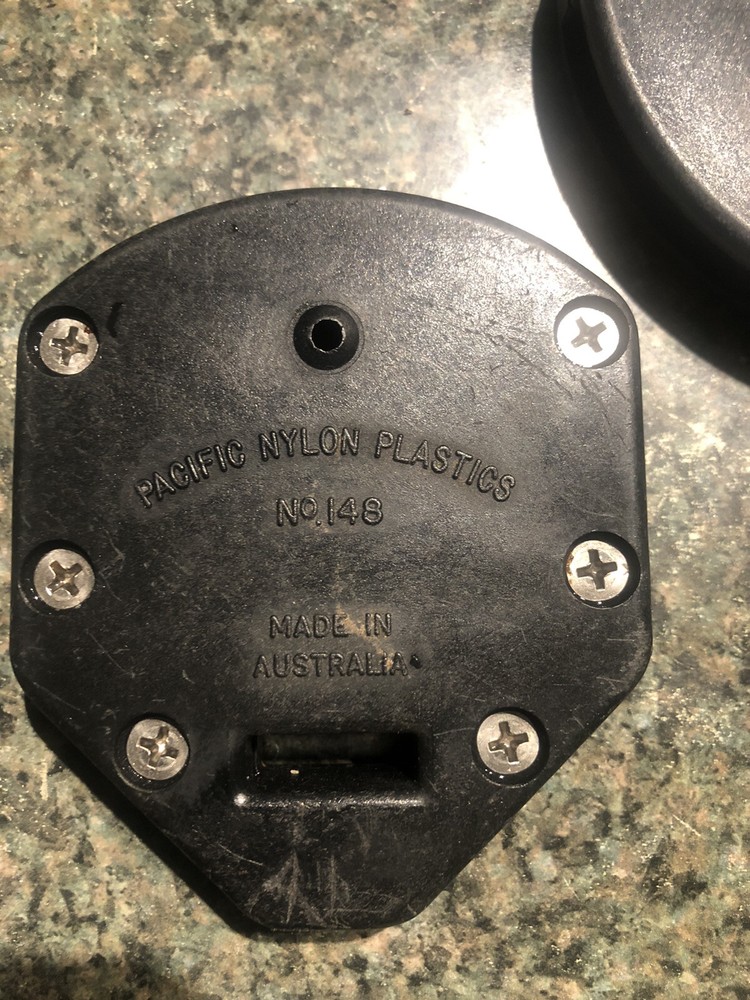 PACIFIC NYLON PLASTICS
NO.148
MADE IN
AUSTRALIA